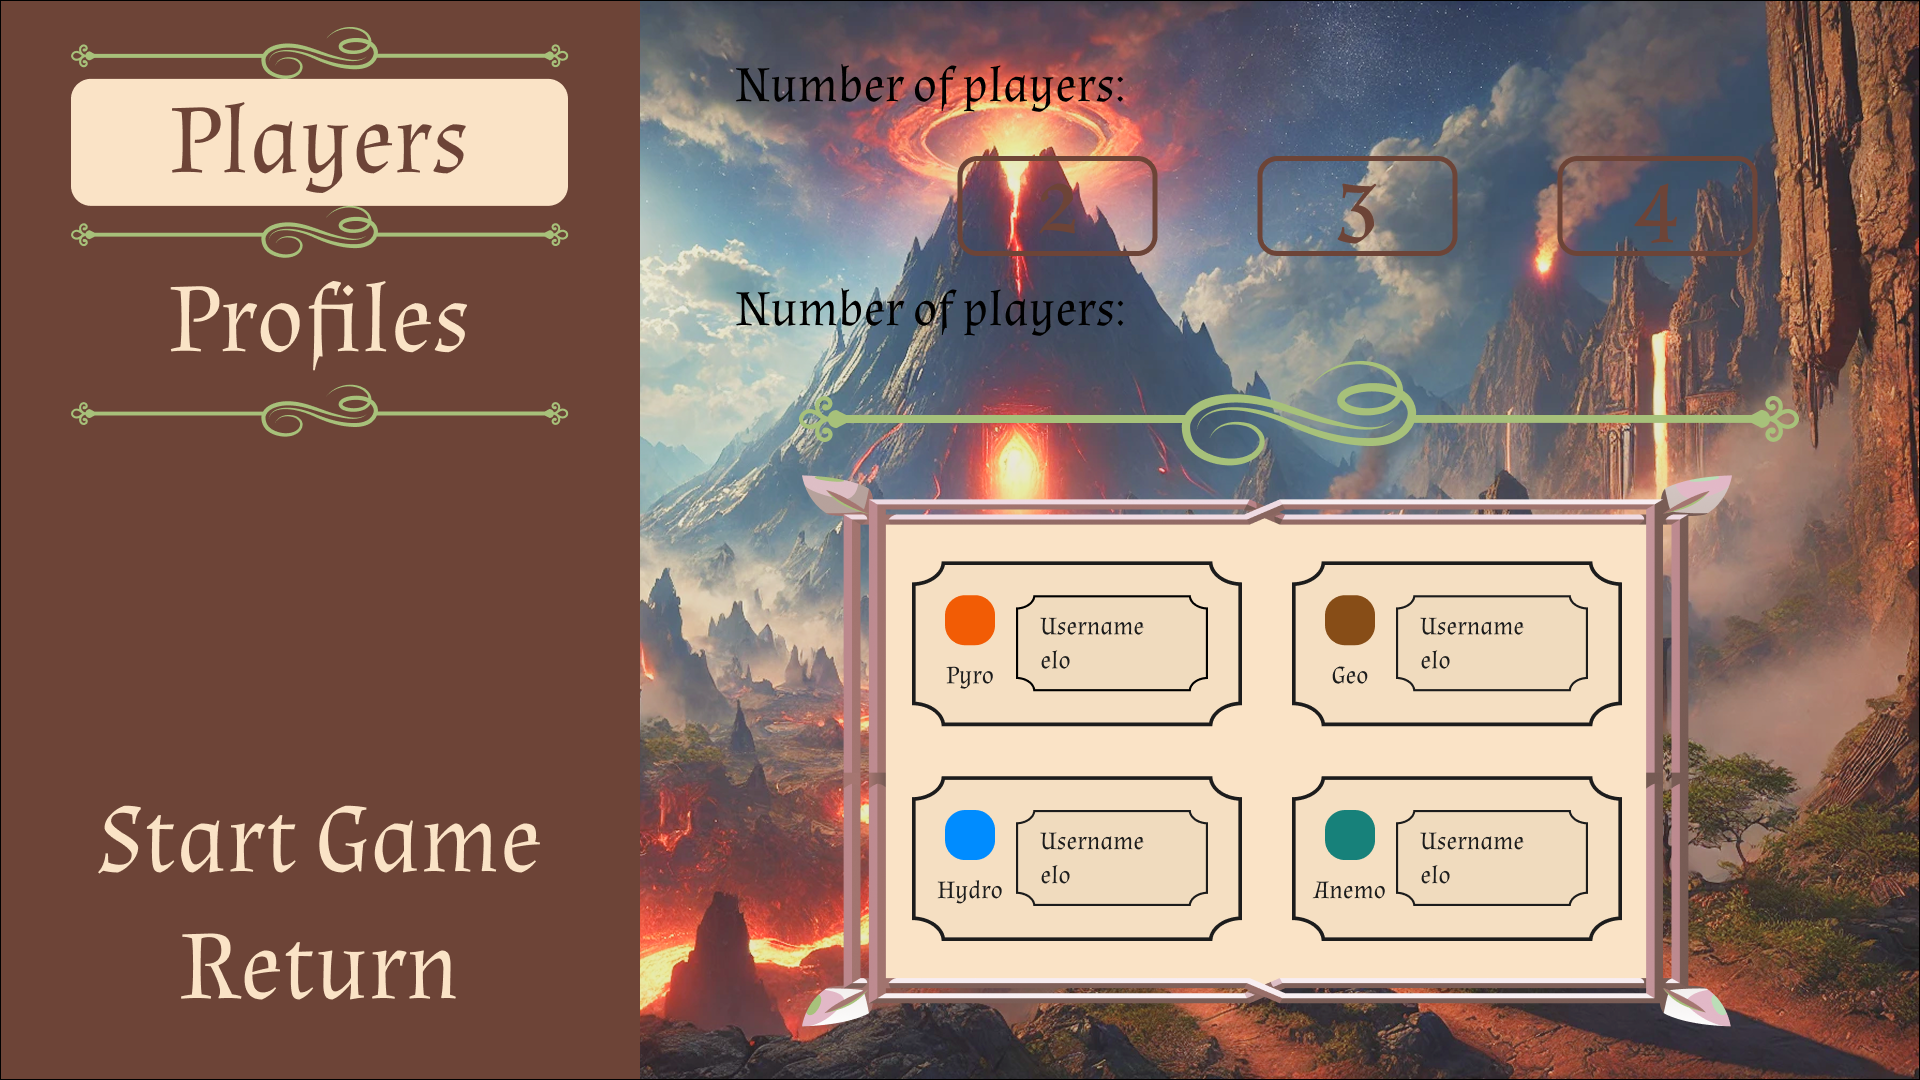 Players
Profiles
Start Game
Return
Number of players:
2
3
4
Number of players:
Username
elo
Pyro
Username
elo
Geo
Username
elo
Hydro
Username
elo
Anemo